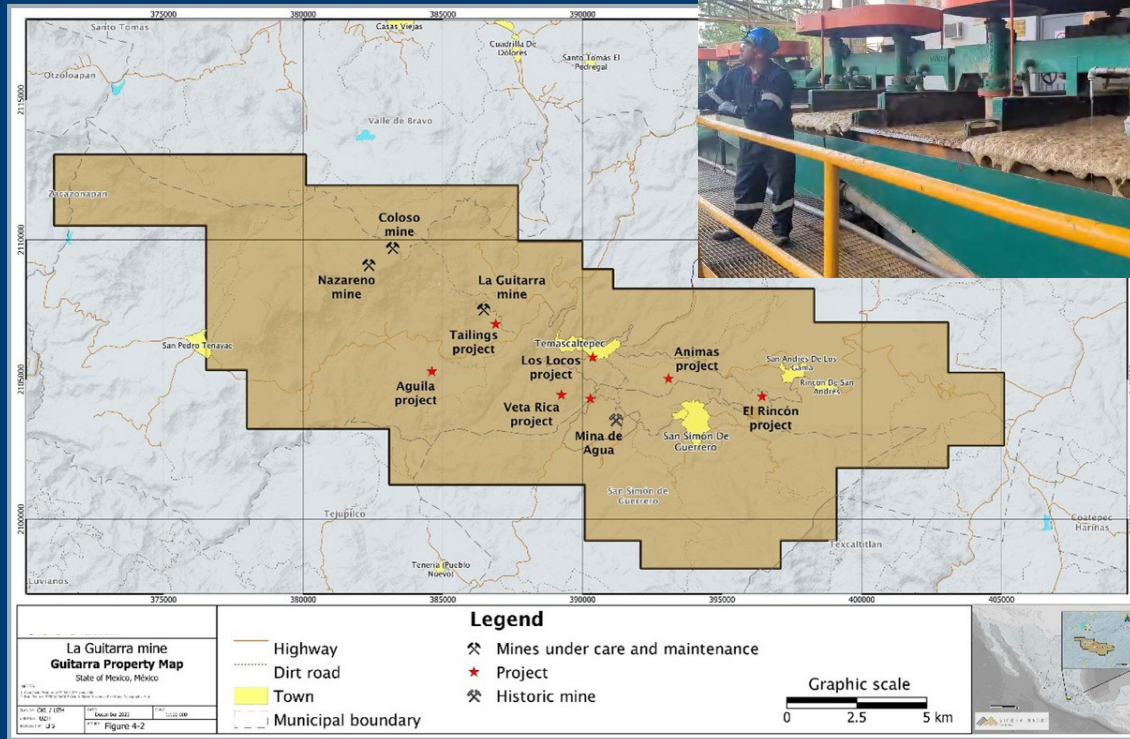 375000
380000
385000
390000
Santo Tomás
Casas Viejas
Cuadrilla De
Dolores
Santo Tomás El
Pedregal
Otzoloapan
2115000
Valle de Bravo
Zacazonapan
2110000
Coloso
mine
Nazareno
mine
La Guitarra
mine
Tailings
project
San Pedro Tenayac
Temascaltepec
Los Locos
project
Animas
project
San Andres De Los
Gama
Rincon De San
Andres
2105000
Aguila
project
Veta Rica
project
Mina de
Agua
El Rincón
project
San Simón De
Guerrero
San Simón de
Guerrero
2100000
Tejupilco
Texcaltitlán
Coatepec
Harinas
Luvianos
Tenería (Pueblo
Nuevo)
375000
380000
385000
390000
395000
400000
405000
La Guitarra mine
Guitarra Property Map
State of Mexico, México
December 2023
Figure 4-2
Legend
Highway
Dirt road
Town
Municipal boundary
Mines under care and maintenance
Project
Historic mine
Graphic scale
0 2.5 5 km